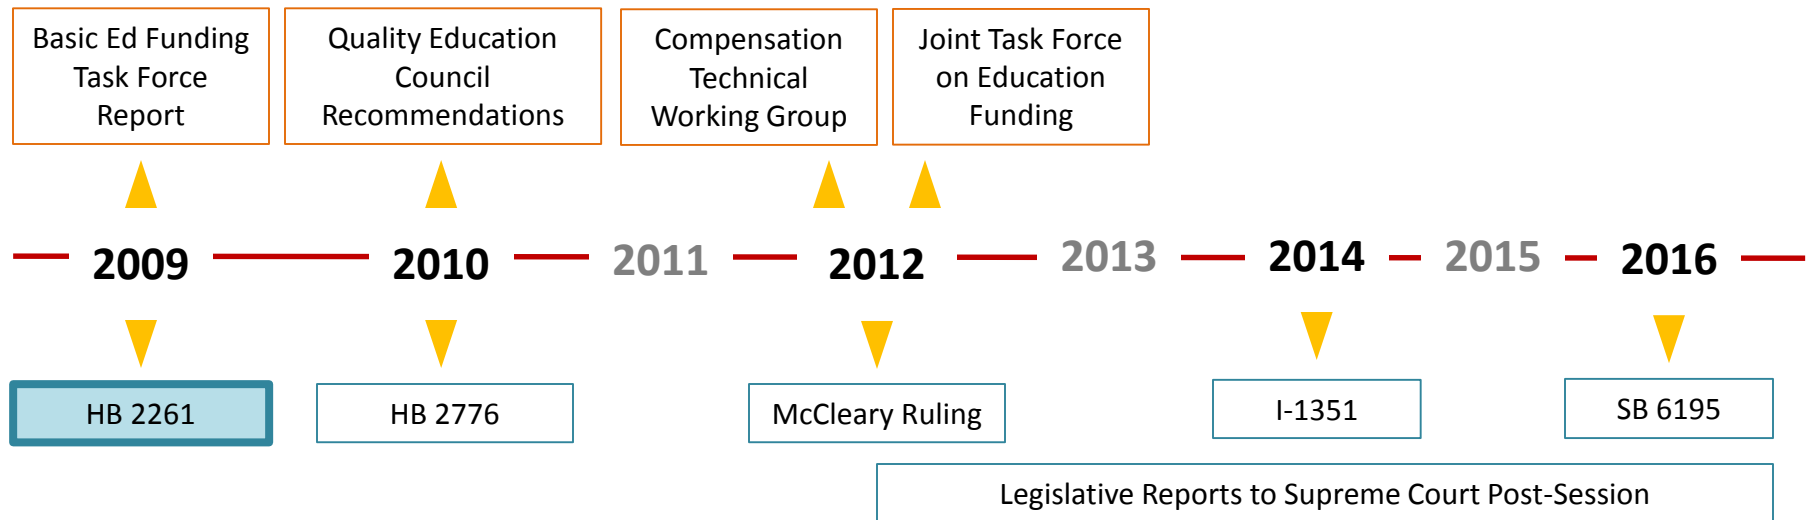 Basic Ed Funding
Task Force
Report
Quality Education
Council
Recommendations
Compensation
Technical
Working Group
Joint Task Force
on Education
Funding
2009
2010
2011
2012
2013
2014
2015
2016
HB 2261
HB 2776
McCleary Ruling
I-1351
SB 6195
Legislative Reports to Supreme Court Post-Session